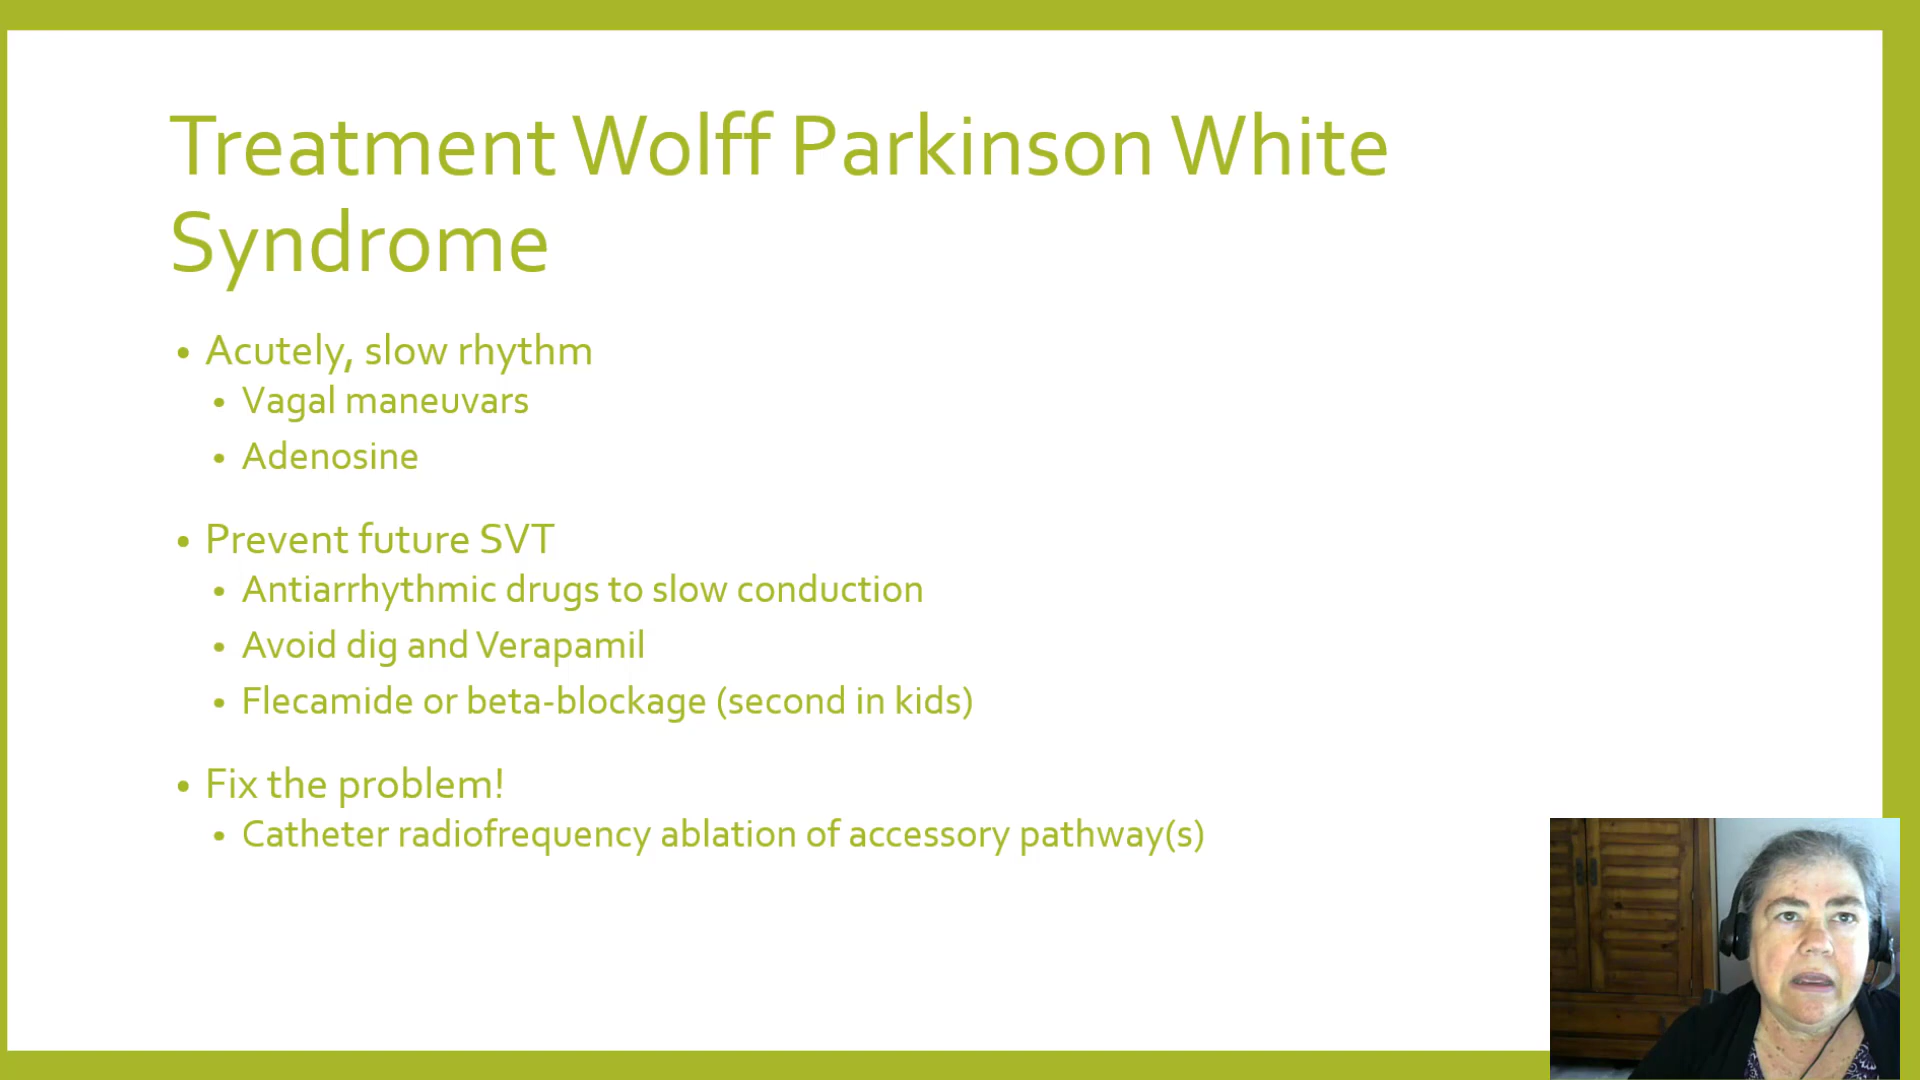 Treatment Wolff Parkinson White
Syndrome
• Acutely, slow rhythm
• Vagal maneuvars
• Adenosine
• Prevent future SVT
• Antiarrhythmic drugs to slow conduction
• Avoid dig and Verapamil
• Flecamide or beta-blockage (second in kids)
• Fix the problem!
• Catheter radiofrequency ablation of accessory pathway(s)